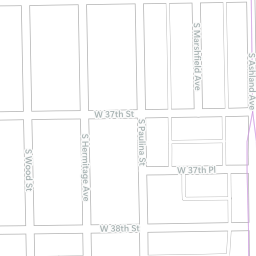 S Marshfield Ave
S Ashland Ave
W 37th St
S Paulina St
S Hermitage Ave
S Wood St
W 37th Pl
W 38th St